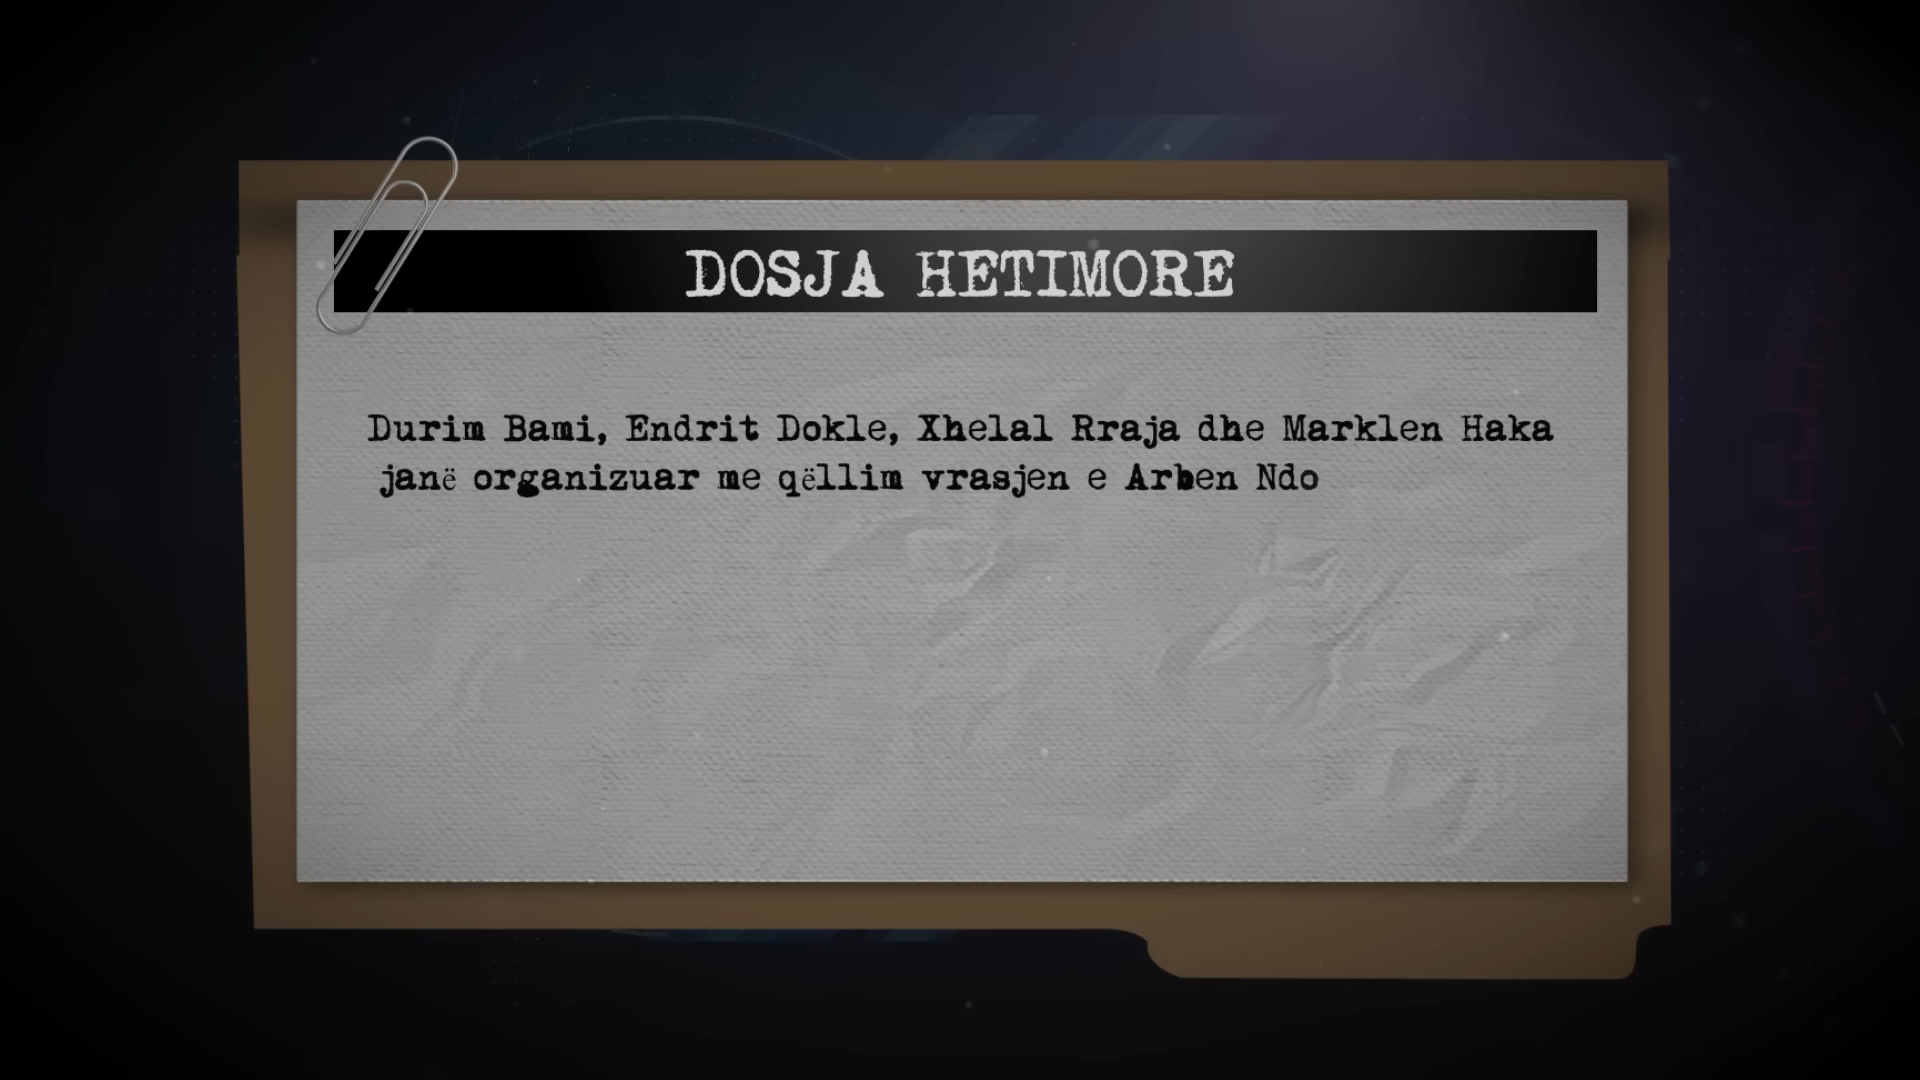 DOSJA HETIMORE
Durim Bami, Endrit Dokle, Xhelal Rraja dhe Marklen Haka
janë organizuar me qëllim vrasjen e Arben Ndo